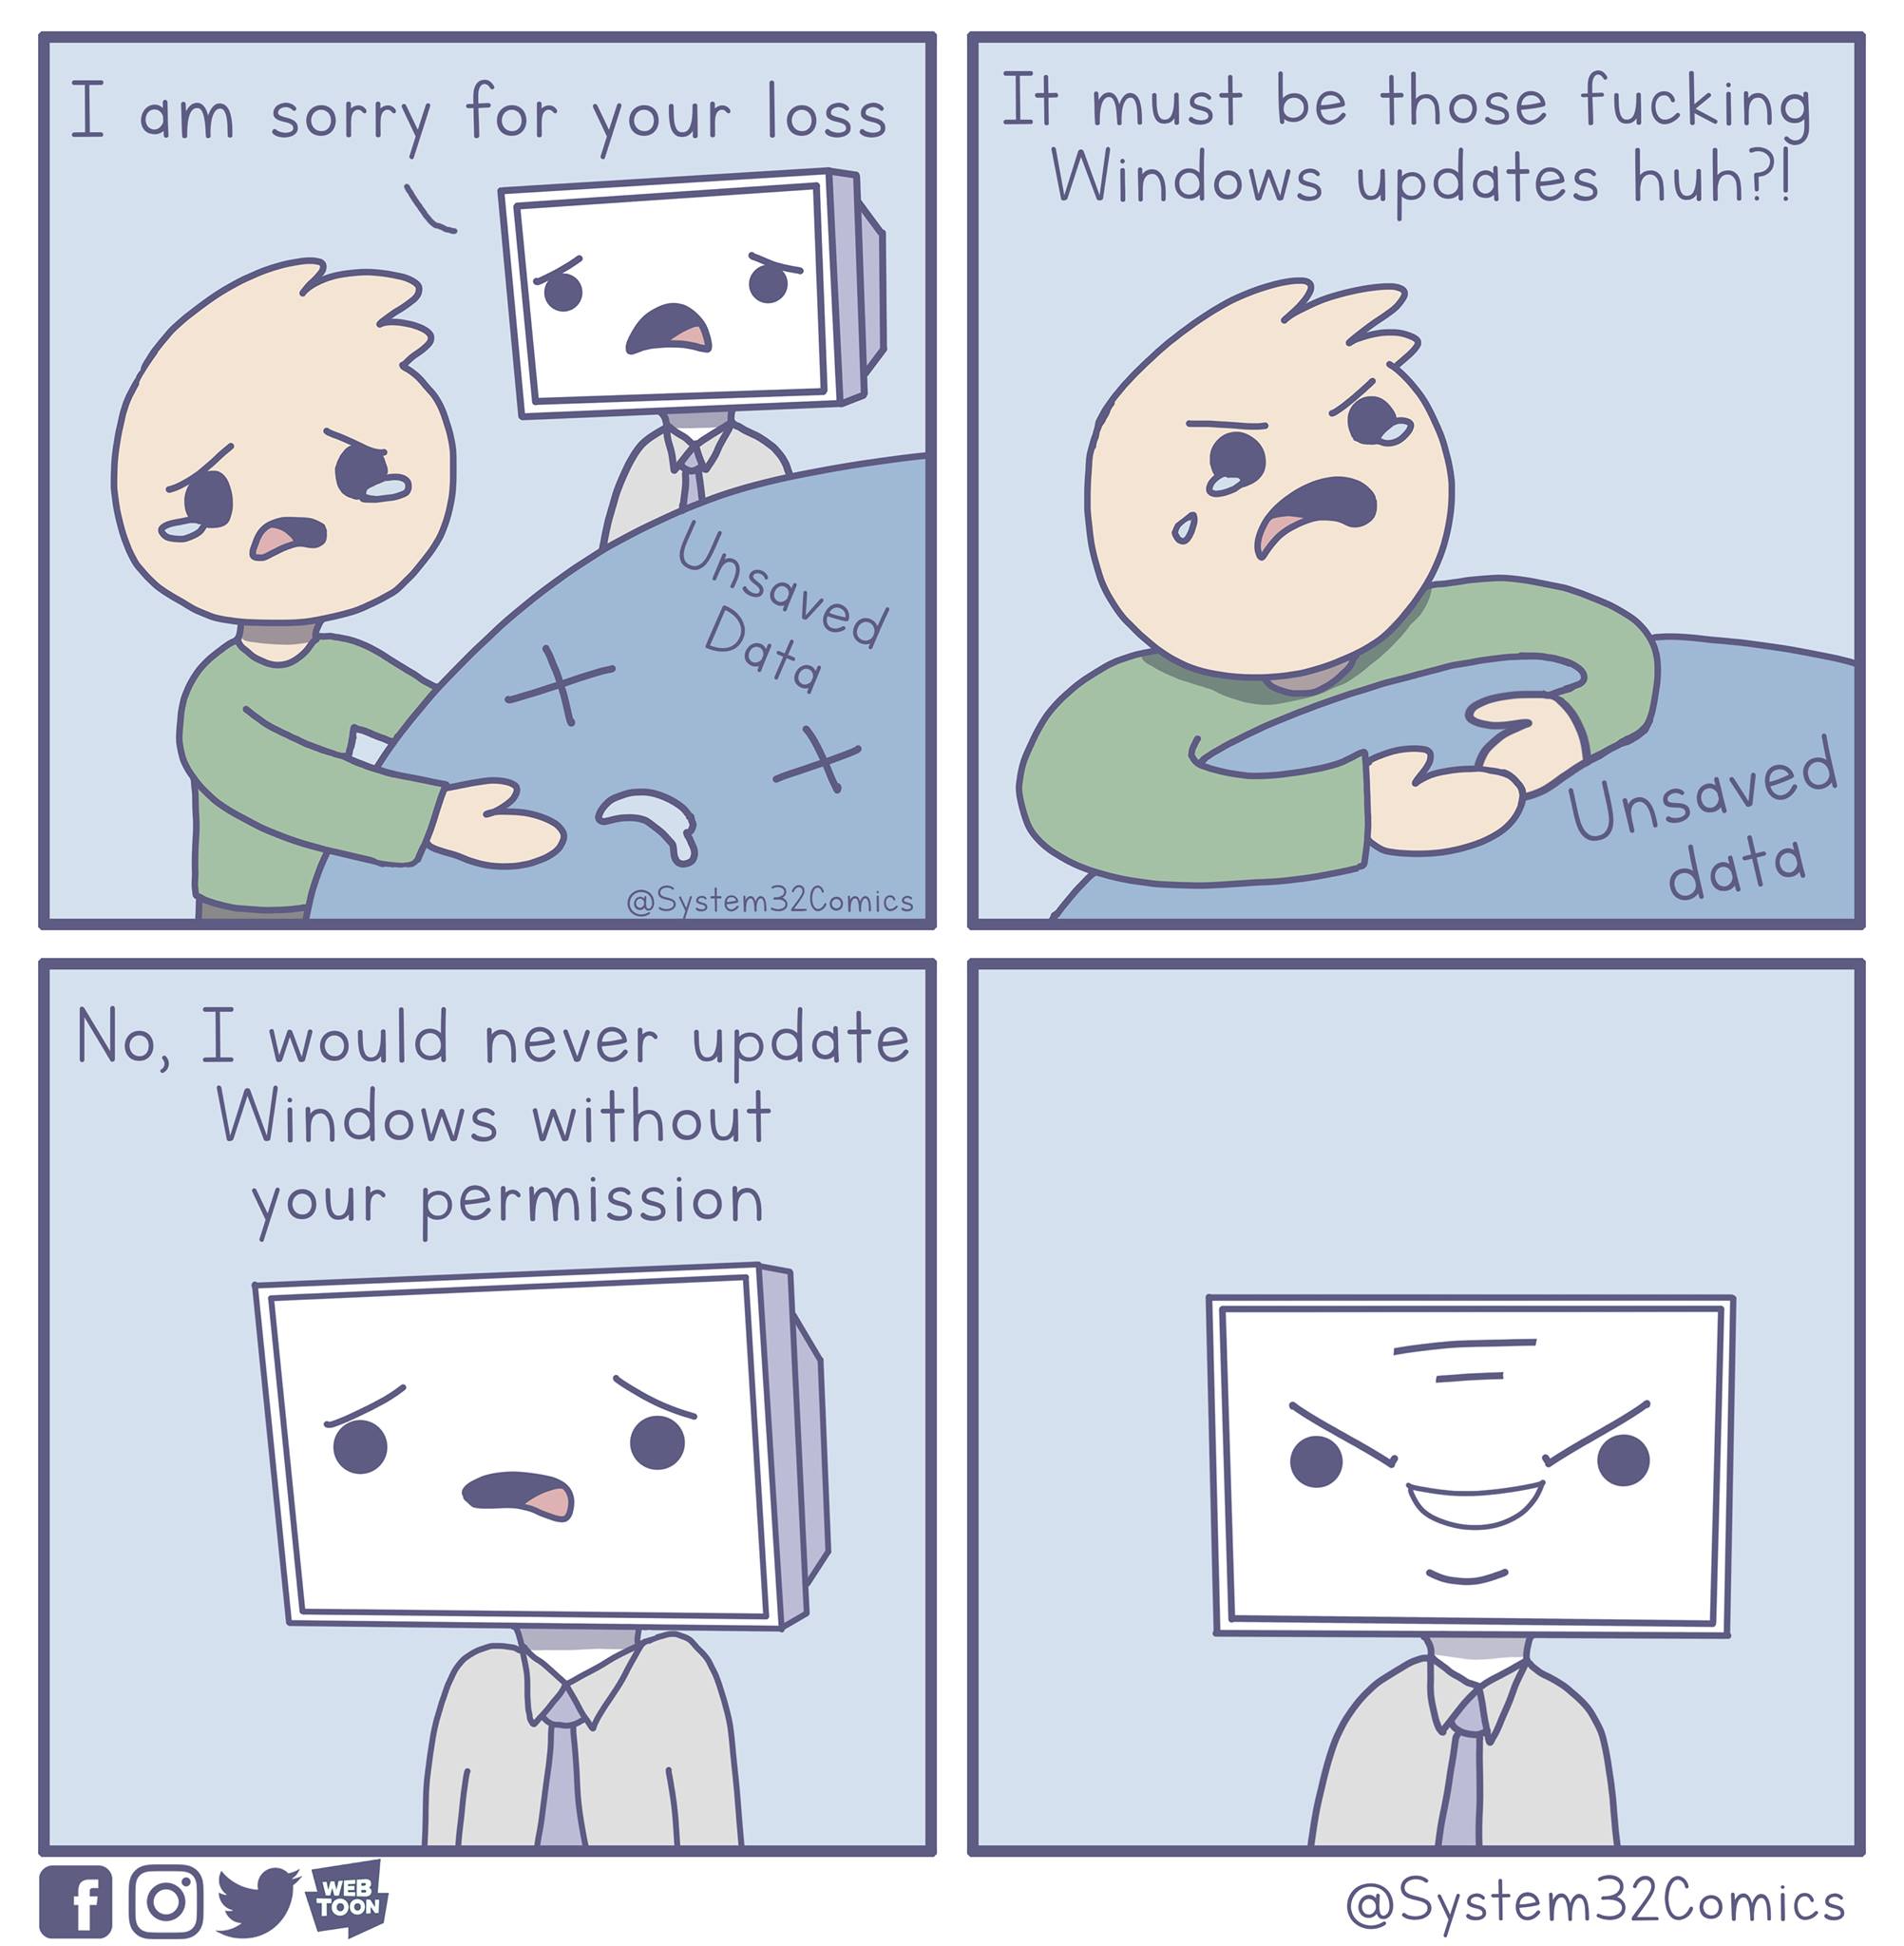 I am sorry for your loss
Unsaved
Data
@System32Comics
It must be those fucking
Windows updates huh?!
Unsaved
data
No, I would never update
Windows without
your permission
WEB
TOON
@System32Comics